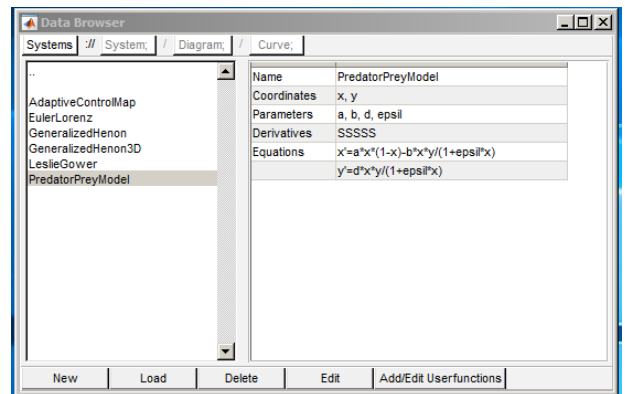 Data Browser
Systems :// System; / Diagram; / Curve;
..
AdaptiveControlMap
EulerLorenz
GeneralizedHenon
GeneralizedHenon3D
LeslieGower
PredatorPreyModel
Name PredatorPreyModel
Coordinates x, y
Parameters a, b, d, epsil
Derivatives SSSSS
Equations x'=a*x*(1-x)-b*x*y/(1+epsil*x)
y'=d*x*y/(1+epsil*x)
New Load Delete Edit Add/Edit Userfunctions